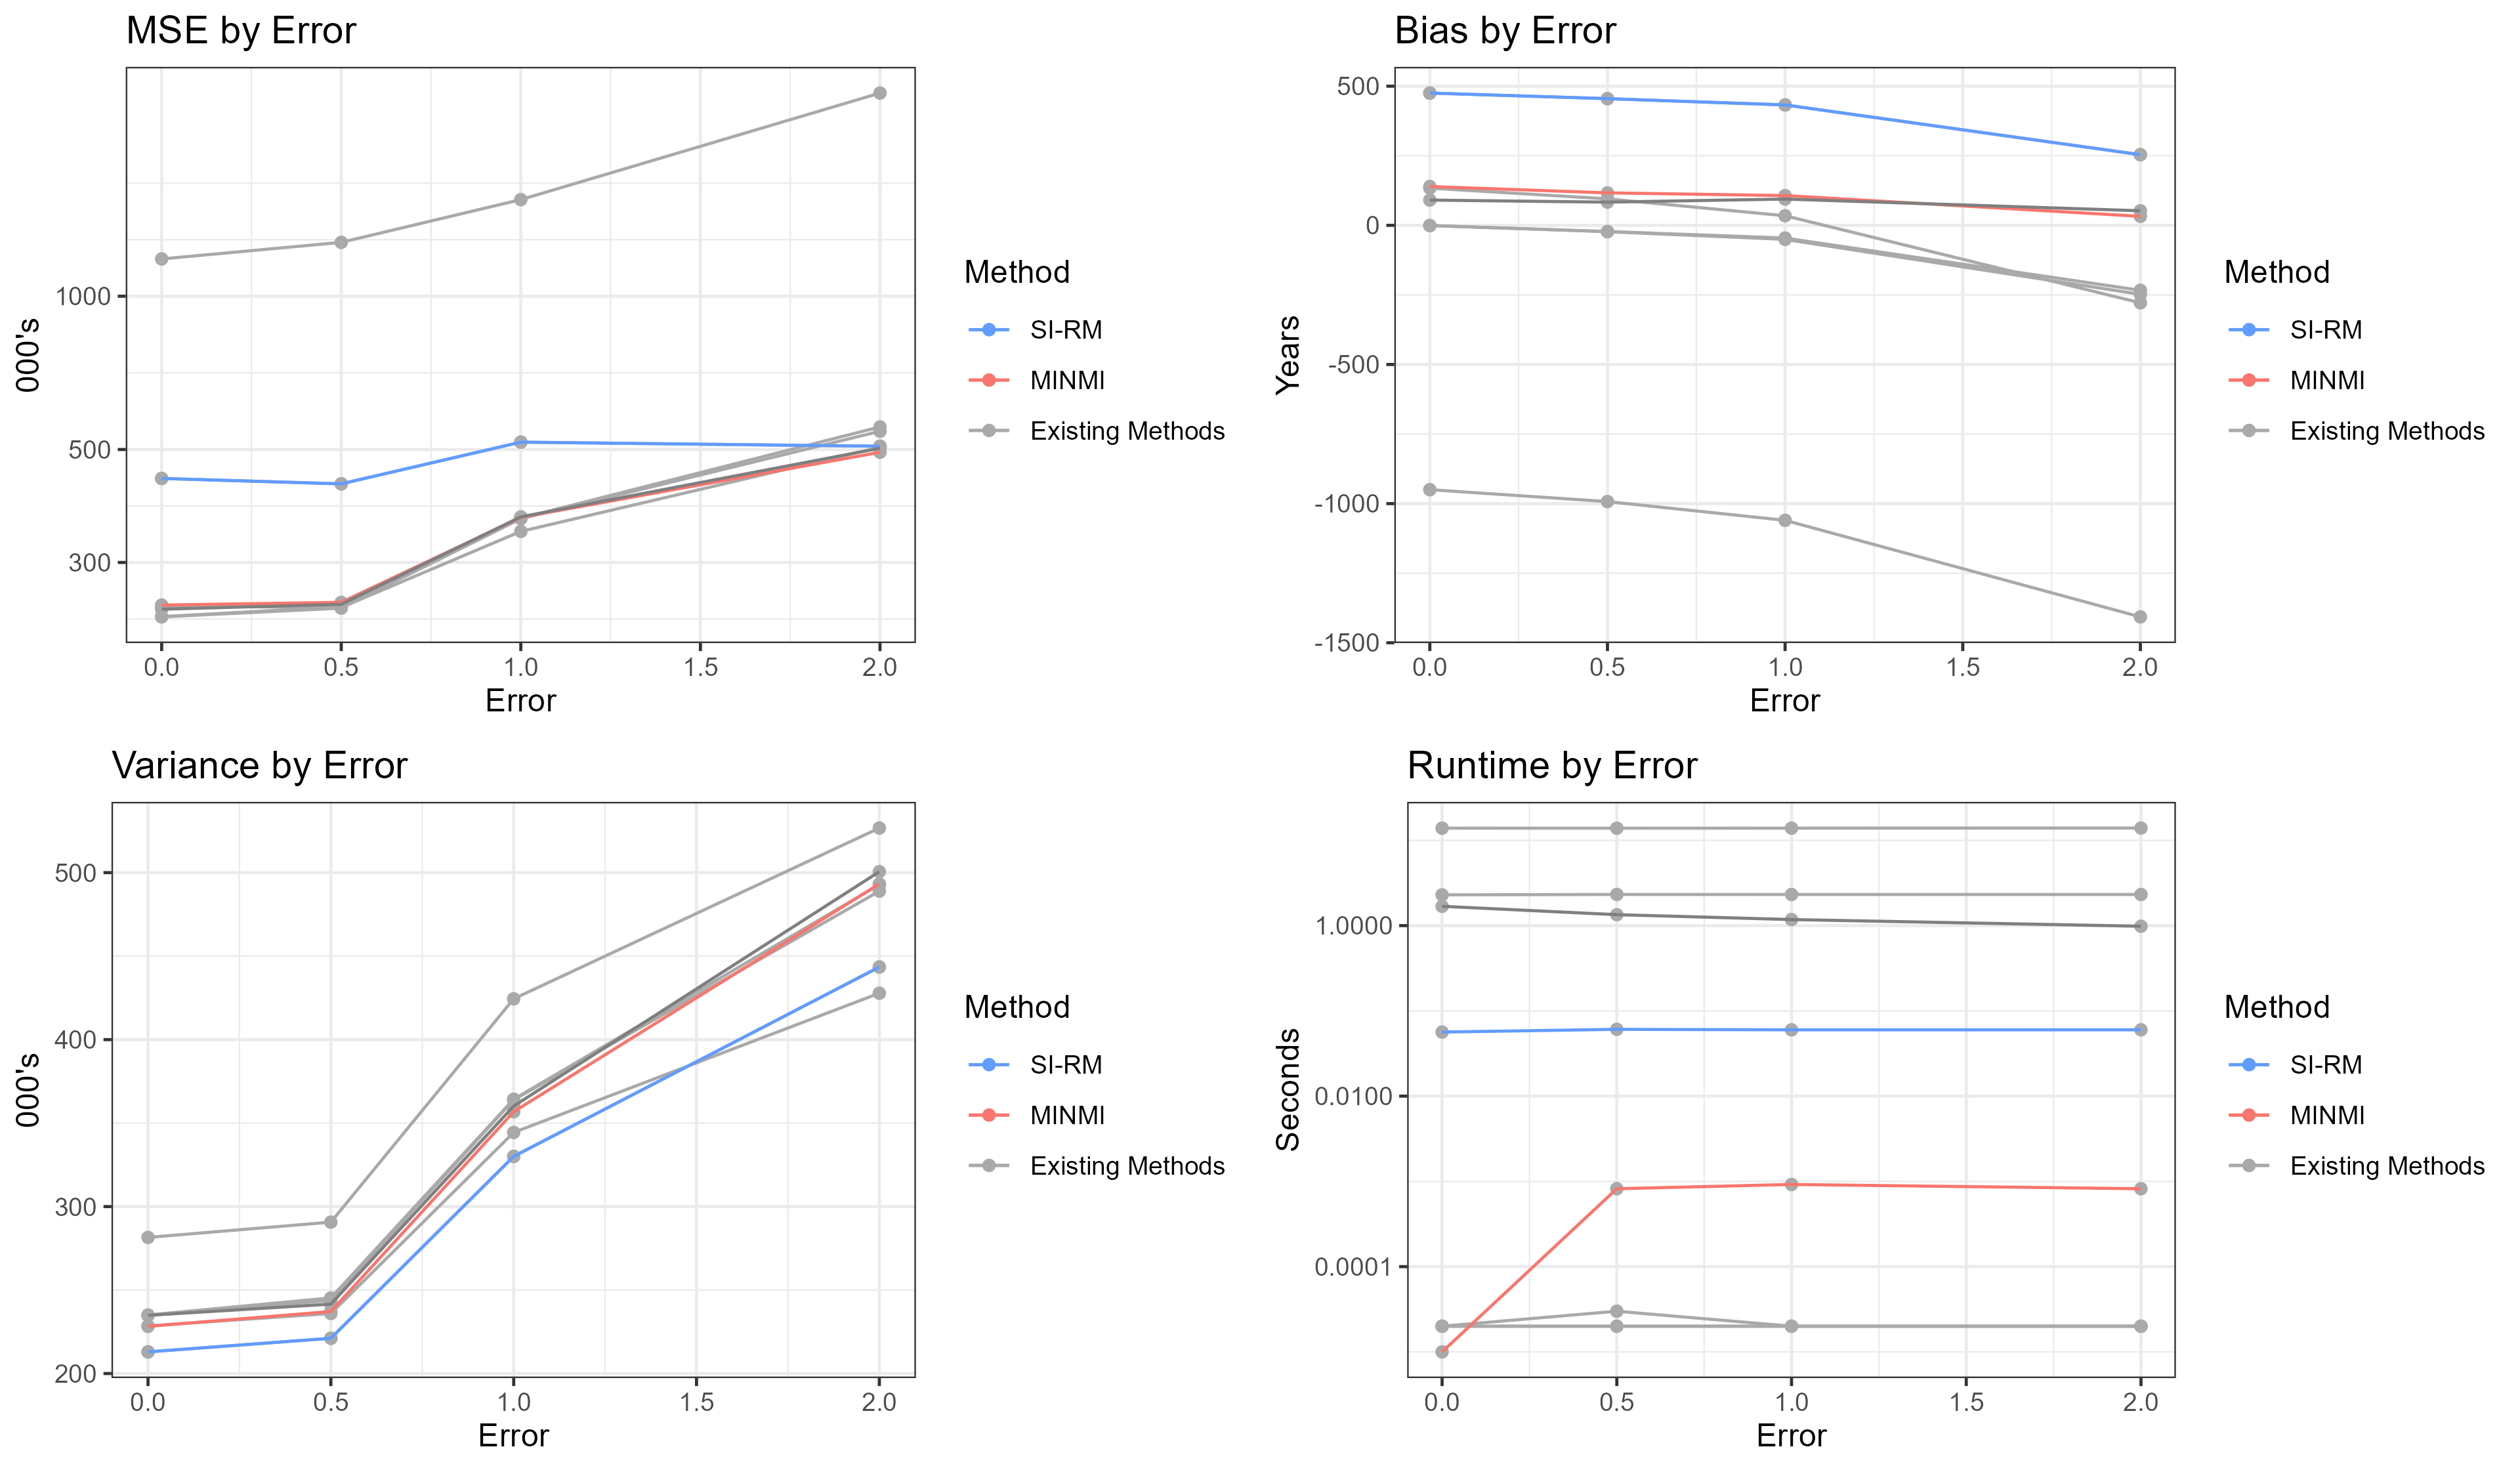 MSE by Error
1000
500
300
000's
0.0 0.5 1.0 1.5 2.0
Error
Method
SI-RM
MINMI
Existing Methods
Bias by Error
500
0
-500
-1000
-1500
Years
0.0 0.5 1.0 1.5 2.0
Error
Method
SI-RM
MINMI
Existing Methods
Variance by Error
500
400
300
200
000's
0.0 0.5 1.0 1.5 2.0
Error
Method
SI-RM
MINMI
Existing Methods
Runtime by Error
1.0000
0.0100
0.0001
Seconds
0.0 0.5 1.0 1.5 2.0
Error
Method
SI-RM
MINMI
Existing Methods